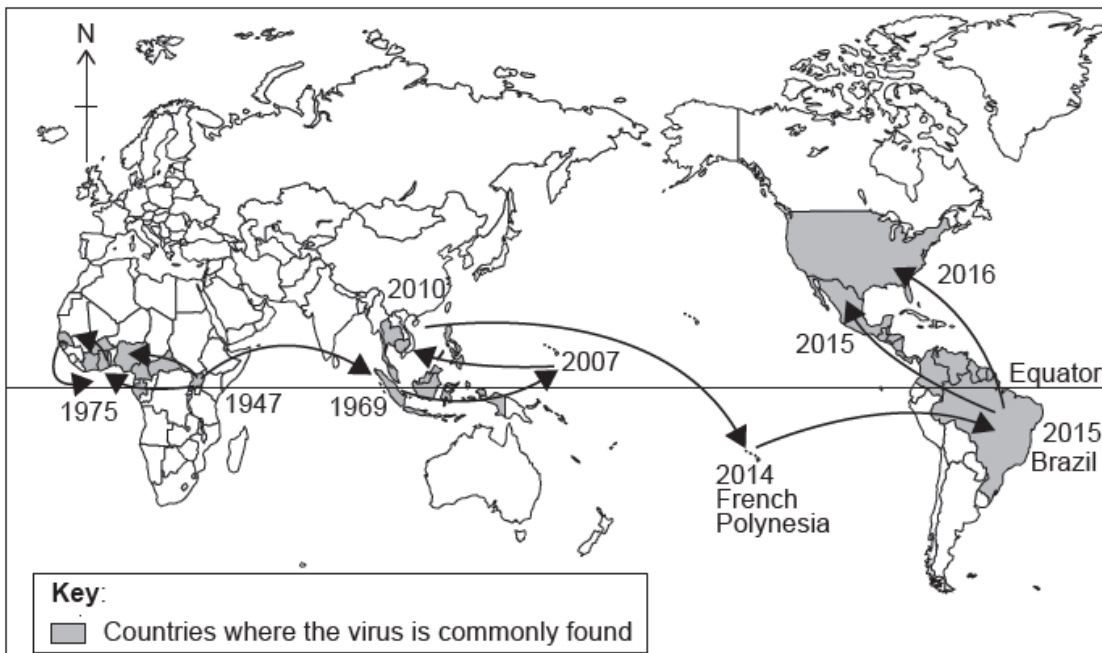 N
2010
2016
2007
2015
Equator
1975
1947
1969
2015
Brazil
2014
French
Polynesia
Key:
Countries where the virus is commonly found